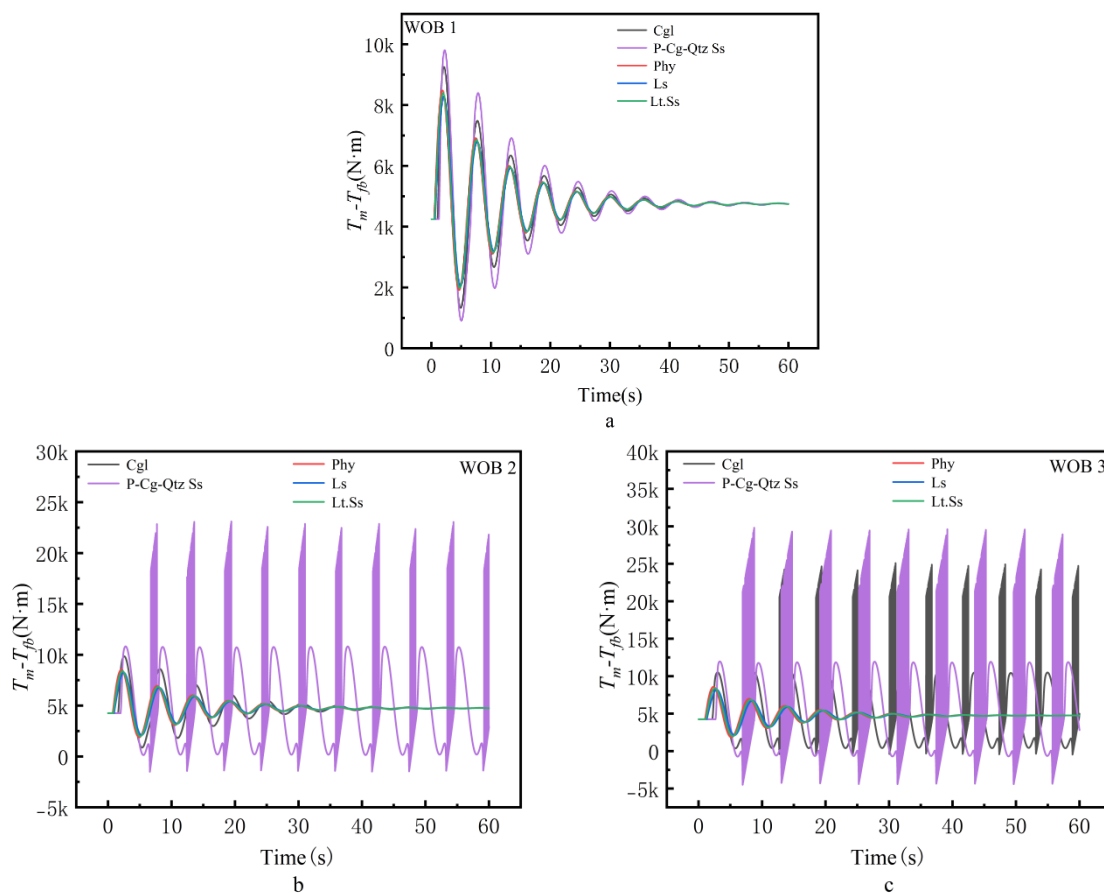 WOB 1
Cgl
P-Cg-Qtz Ss
Phy
Ls
Lt.Ss
10k
8k
6k
4k
2k
0
Tm-Tfb(N·m)
0 10 20 30 40 50 60
Time(s)
a
WOB 2
Cgl
P-Cg-Qtz Ss
Phy
Ls
Lt.Ss
30k
25k
20k
15k
10k
5k
0
-5k
Tm-Tfb(N·m)
0 10 20 30 40 50 60
Time(s)
b
WOB 3
Cgl
P-Cg-Qtz Ss
Phy
Ls
Lt.Ss
40k
35k
30k
25k
20k
15k
10k
5k
0
-5k
Tm-Tfb(N·m)
0 10 20 30 40 50 60
Time(s)
c